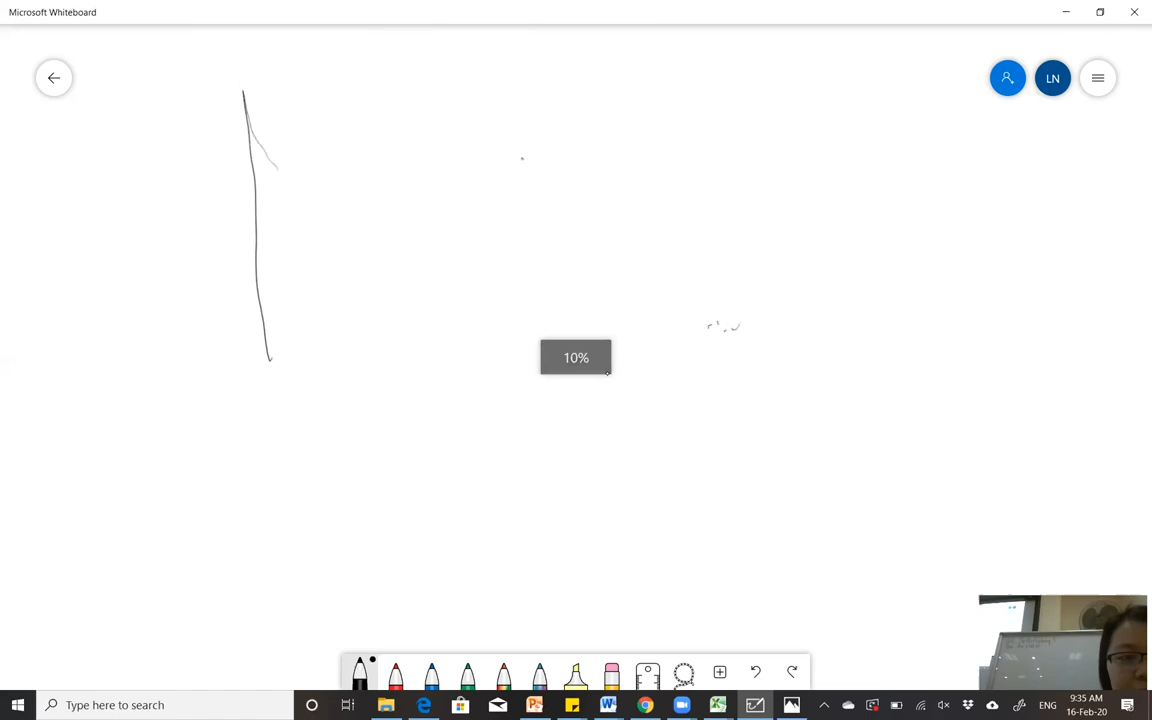 Microsoft Whiteboard
LN
10%
Type here to search
ENG
9:35 AM
16-Feb-20